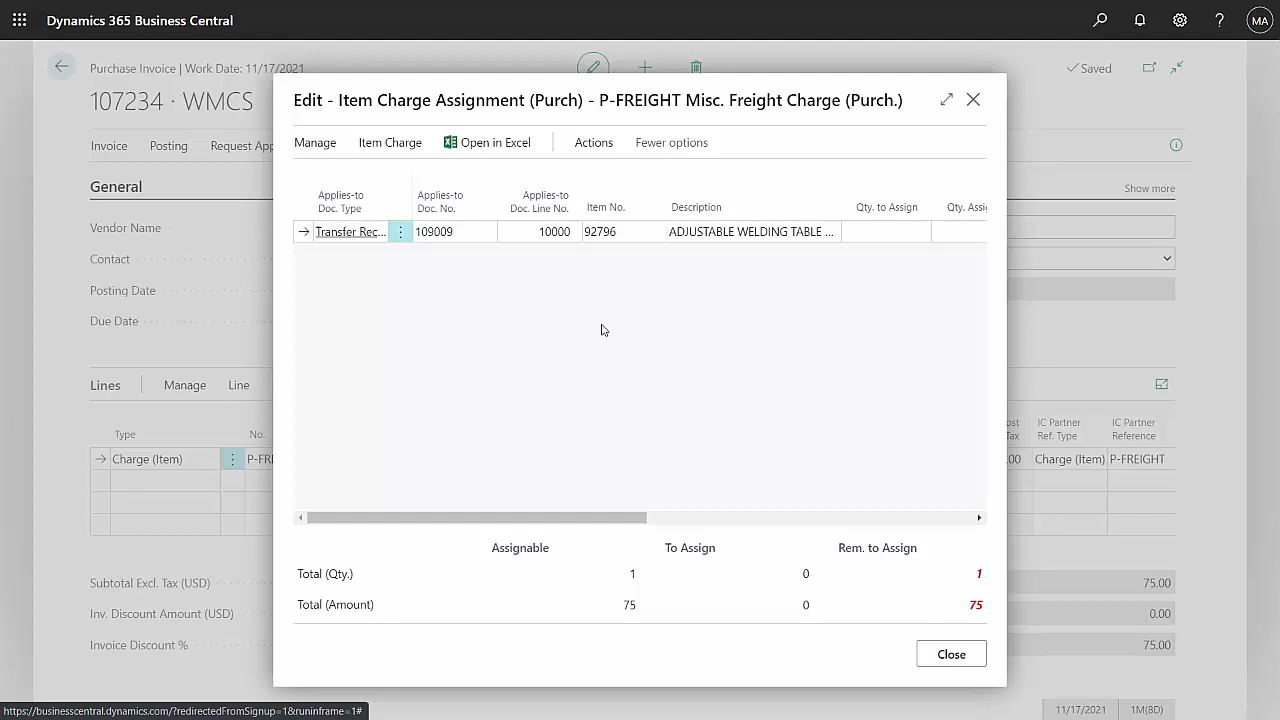 Dynamics 365 Business Central
MA
Purchase Invoice | Work Date: 11/17/2021
Saved
107234 · WMCS
Invoice
Posting
Request App
General
Show more
Vendor Name
Contact
Posting Date
Due Date
Lines
Manage
Line
Type
No.
ost
Tax
IC Partner
Ref. Type
IC Partner
Reference
Charge (Item)
P-FRE
.00
Charge (Item)
P-FREIGHT
Subtotal Excl. Tax (USD)
75.00
Inv. Discount Amount (USD)
0.00
Invoice Discount %
75.00
11/17/2021
1M(8D)
Edit - Item Charge Assignment (Purch) - P-FREIGHT Misc. Freight Charge (Purch.)
Manage
Item Charge
Open in Excel
Actions
Fewer options
Applies-to
Doc. Type
Applies-to
Doc. No.
Applies-to
Doc. Line No.
Item No.
Description
Qty. to Assign
Qty. Assig
Transfer Rec...
109009
10000
92796
ADJUSTABLE WELDING TABLE ...
Assignable
To Assign
Rem. to Assign
Total (Qty.)
1
0
1
Total (Amount)
75
0
75
Close
https://businesscentral.dynamics.com/?redirectedFromSignup=1&runinframe=1#